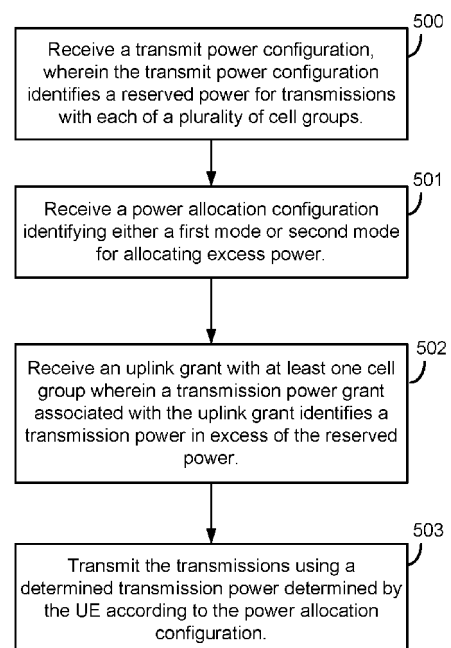 500
Receive a transmit power configuration,
wherein the transmit power configuration
identifies a reserved power for transmissions
with each of a plurality of cell groups.
501
Receive a power allocation configuration
identifying either a first mode or second mode
for allocating excess power.
502
Receive an uplink grant with at least one cell
group wherein a transmission power grant
associated with the uplink grant identifies a
transmission power in excess of the reserved
power.
503
Transmit the transmissions using a
determined transmission power determined by
the UE according to the power allocation
configuration.